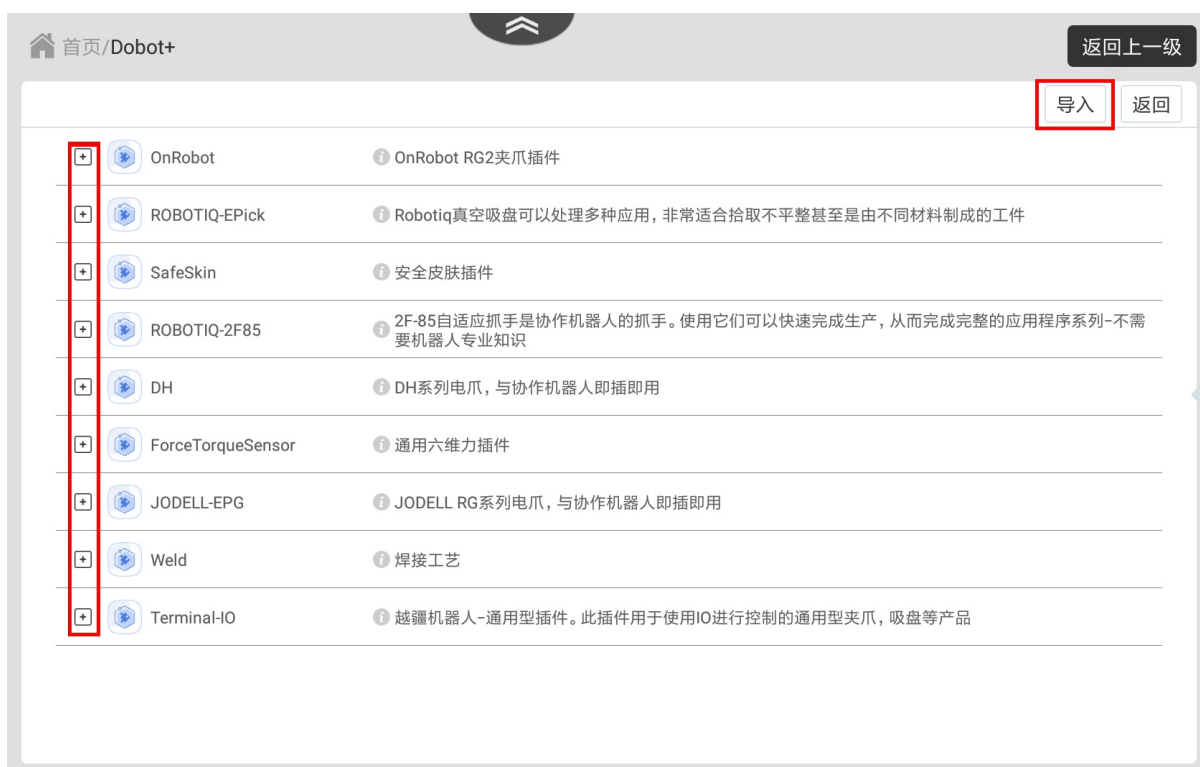 首页/Dobot+
返回上一级
导入 返回
OnRobot OnRobot RG2夹爪插件
ROBOTIQ-EPick Robotiq真空吸盘可以处理多种应用，非常适合拾取不平整甚至是由不同材料制成的工件
SafeSkin 安全皮肤插件
ROBOTIQ-2F85 2F-85自适应抓手是协作机器人的抓手。使用它们可以快速完成生产，从而完成完整的应用程序系列-不需
要机器人专业知识
DH DH系列电爪，与协作机器人即插即用
ForceTorqueSensor 通用六维力插件
JODELL-EPG JODELL RG系列电爪，与协作机器人即插即用
Weld 焊接工艺
Terminal-IO 越疆机器人-通用型插件。此插件用于使用IO进行控制的通用型夹爪，吸盘等产品